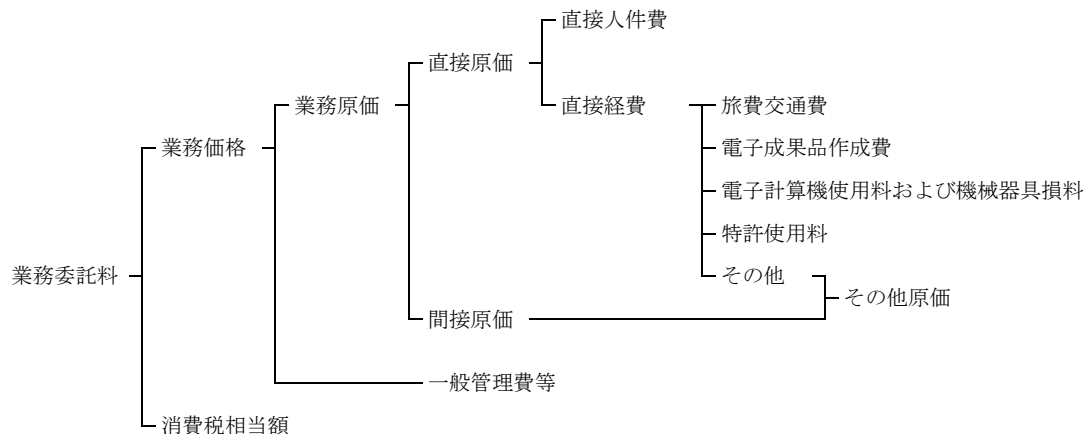 直接人件費
直接原価
業務原価
直接経費
旅費交通費
業務価格
電子成果品作成費
電子計算機使用料および機械器具損料
特許使用料
業務委託料
その他
その他原価
間接原価
一般管理費等
消費税相当額